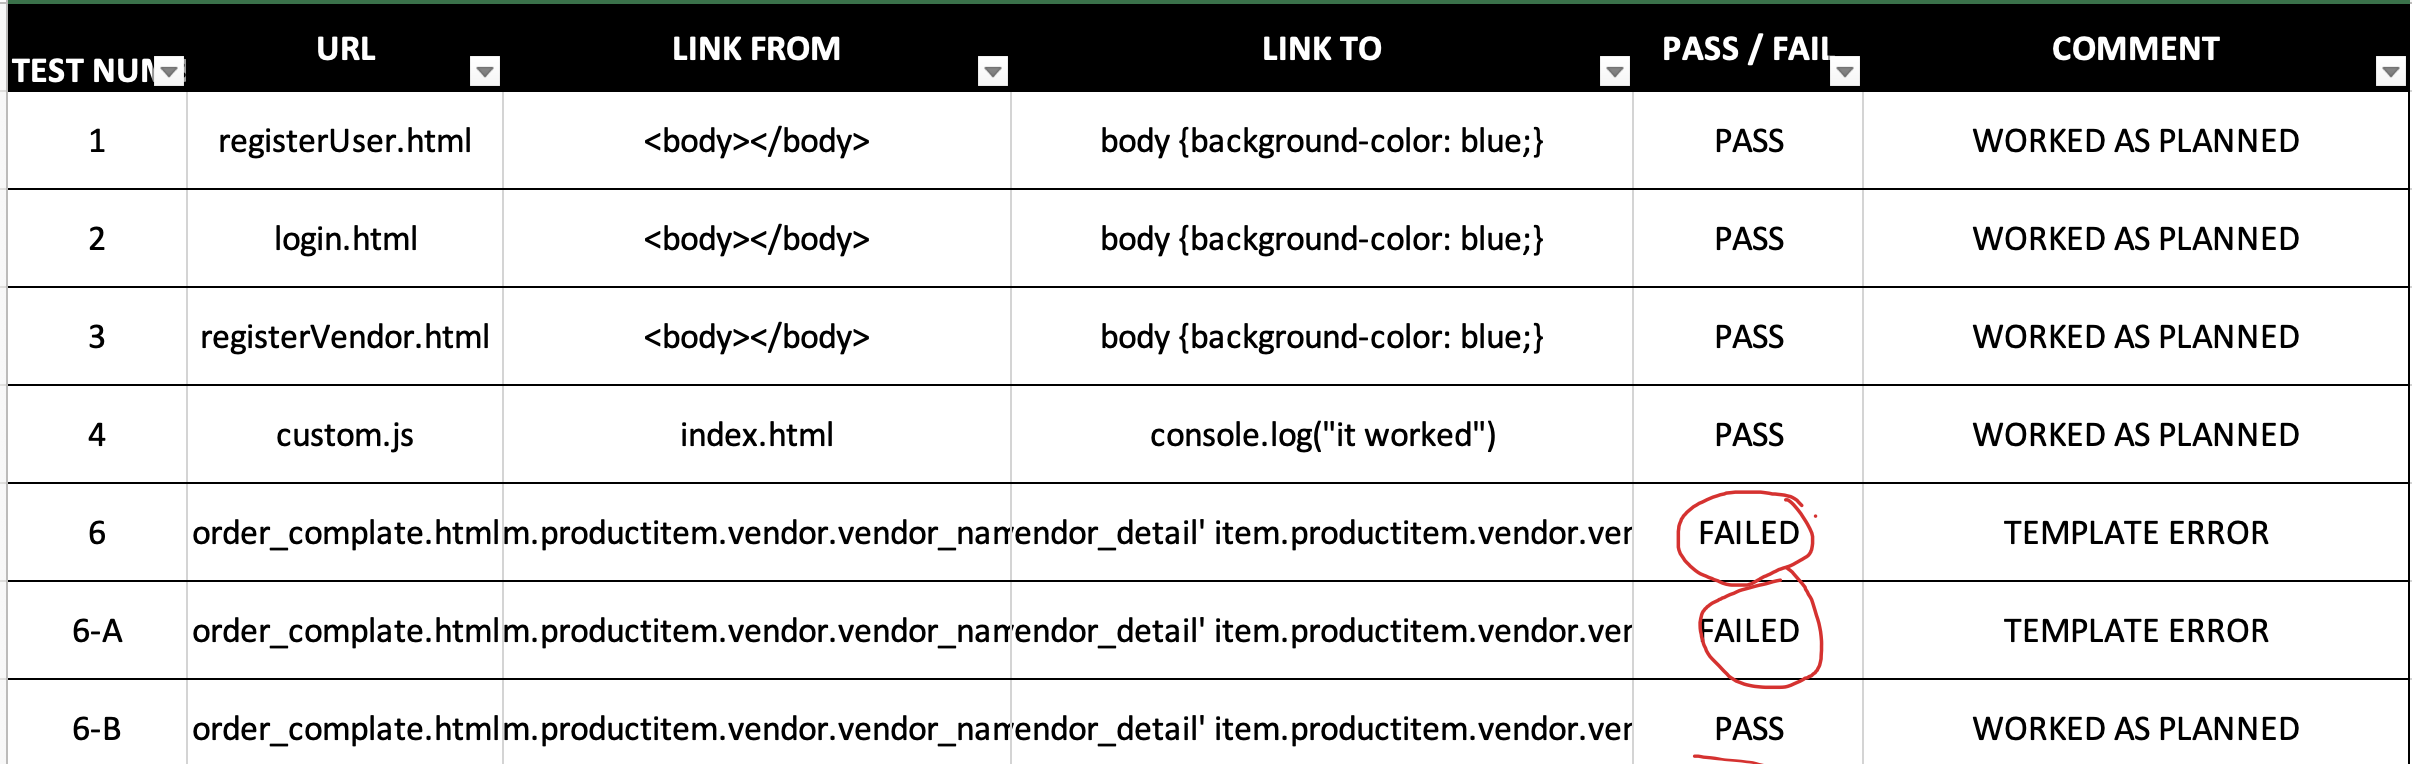 TEST NUM URL LINK FROM LINK TO PASS / FAIL COMMENT
1 registerUser.html <body></body> body {background-color: blue;} PASS WORKED AS PLANNED
2 login.html <body></body> body {background-color: blue;} PASS WORKED AS PLANNED
3 registerVendor.html <body></body> body {background-color: blue;} PASS WORKED AS PLANNED
4 custom.js index.html console.log("it worked") PASS WORKED AS PLANNED
6 order_complate.html m.productitem.vendor.vendor_nam endor_detail' item.productitem.vendor.ver FAILED TEMPLATE ERROR
6-A order_complate.html m.productitem.vendor.vendor_nam endor_detail' item.productitem.vendor.ver FAILED TEMPLATE ERROR
6-B order_complate.html m.productitem.vendor.vendor_nam endor_detail' item.productitem.vendor.ver PASS WORKED AS PLANNED